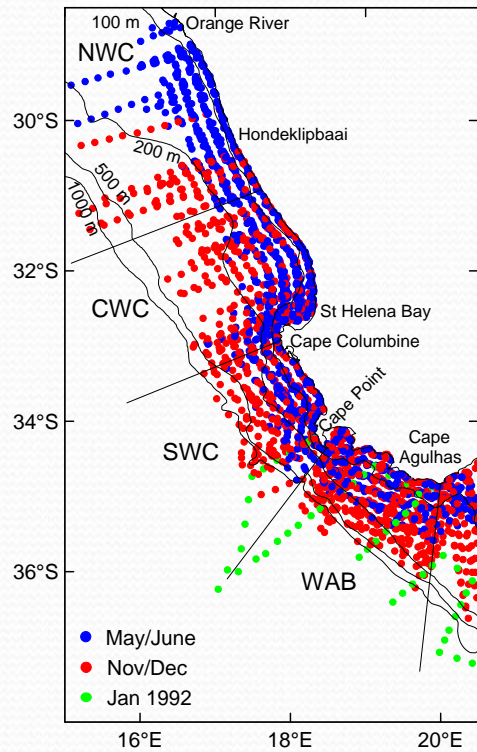 100 m
Orange River
NWC
30°S
Hondeklipbaai
200 m
500 m
1000 m
32°S
CWC
St Helena Bay
Cape Columbine
34°S
Cape Point
SWC
Cape
Agulhas
36°S
WAB
May/June
Nov/Dec
Jan 1992
16°E
18°E
20°E